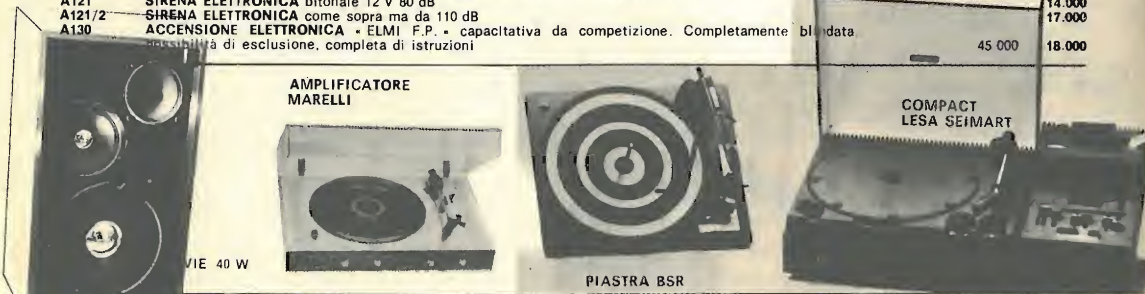 A121 SIRENA ELETTRONICA bitonale 12 V 80 dB 14.000
A121/2 SIRENA ELETTRONICA come sopra ma da 110 dB 17.000
A130 ACCENSIONE ELETTRONICA « ELMI F.P. » capacitativa da competizione. Completamente blindata,
possibilità di esclusione, completa di istruzioni 45 000 18.000
AMPLIFICATORE
MARELLI
COMPACT
LESA SEIMART
VIE 40 W
PIASTRA BSR